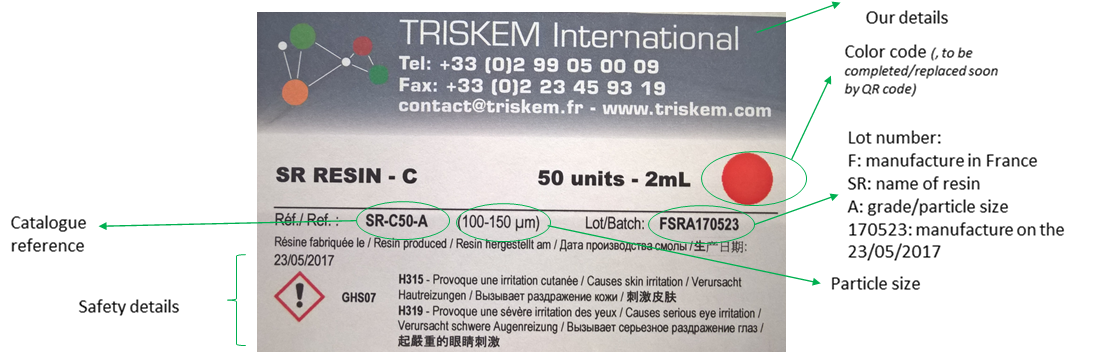 TRISKEM International
Tel: +33 (0)2 99 05 00 09
Fax: +33 (0)2 23 45 93 19
contact@triskem.fr - www.triskem.com
Our details
Color code (, to be
completed/replaced soon
by QR code)
SR RESIN - C
50 units - 2mL
Lot number:
F: manufacture in France
SR: name of resin
A: grade/particle size
170523: manufacture on the
23/05/2017
Catalogue
reference
Réf./ Ref. : SR-C50-A (100-150 µm) Lot/Batch: FSRA170523
Résine fabriquée le / Resin produced / Resin hergestellt am / Дата производства смолы /生产日期:
23/05/2017
Particle size
Safety details
GHS07
H315 - Provoque une irritation cutanée / Causes skin irritation / Verursacht
Hautreizungen / Вызывает раздражение кожи / 刺激皮肤
H319 - Provoque une sévère irritation des yeux / Causes serious eye irritation /
Verursacht schwere Augenreizung / Вызывает серьезное раздражение глаз /
起严重的眼睛刺激